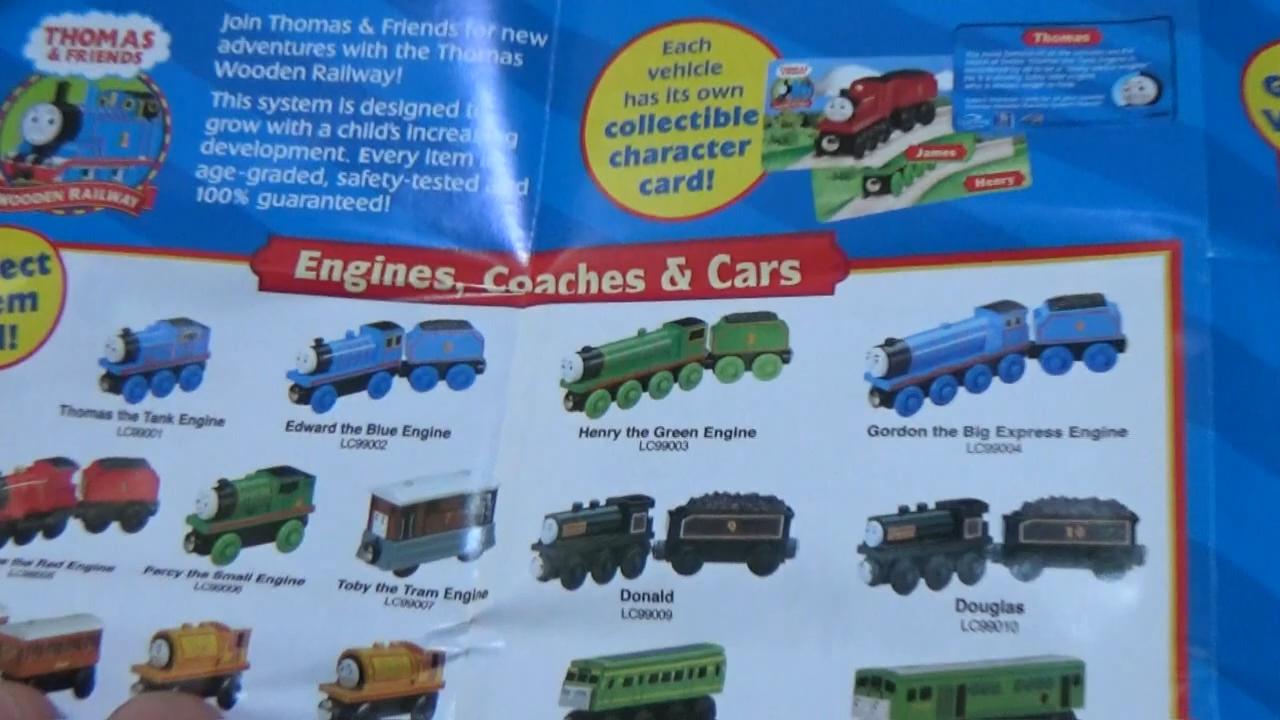 THOMAS
& FRIENDS
WOODEN RAILWAY
Join Thomas & Friends for new
adventures with the Thomas
Wooden Railway!
This system is designed to
grow with a child's increasing
development. Every item is
age-graded, safety-tested and
100% guaranteed!
Each
vehicle
has its own
collectible
character
card!
Thomas
James
Henry
ect
em
l!
Engines, Coaches & Cars
Thomas the Tank Engine
LC99001
Edward the Blue Engine
LC99002
Henry the Green Engine
LC99003
Gordon the Big Express Engine
LC99004
the Red Engine
Percy the Small Engine
LC99006
Toby the Tram Engine
LC99007
9
Donald
LC99009
10
Douglas
LC99010